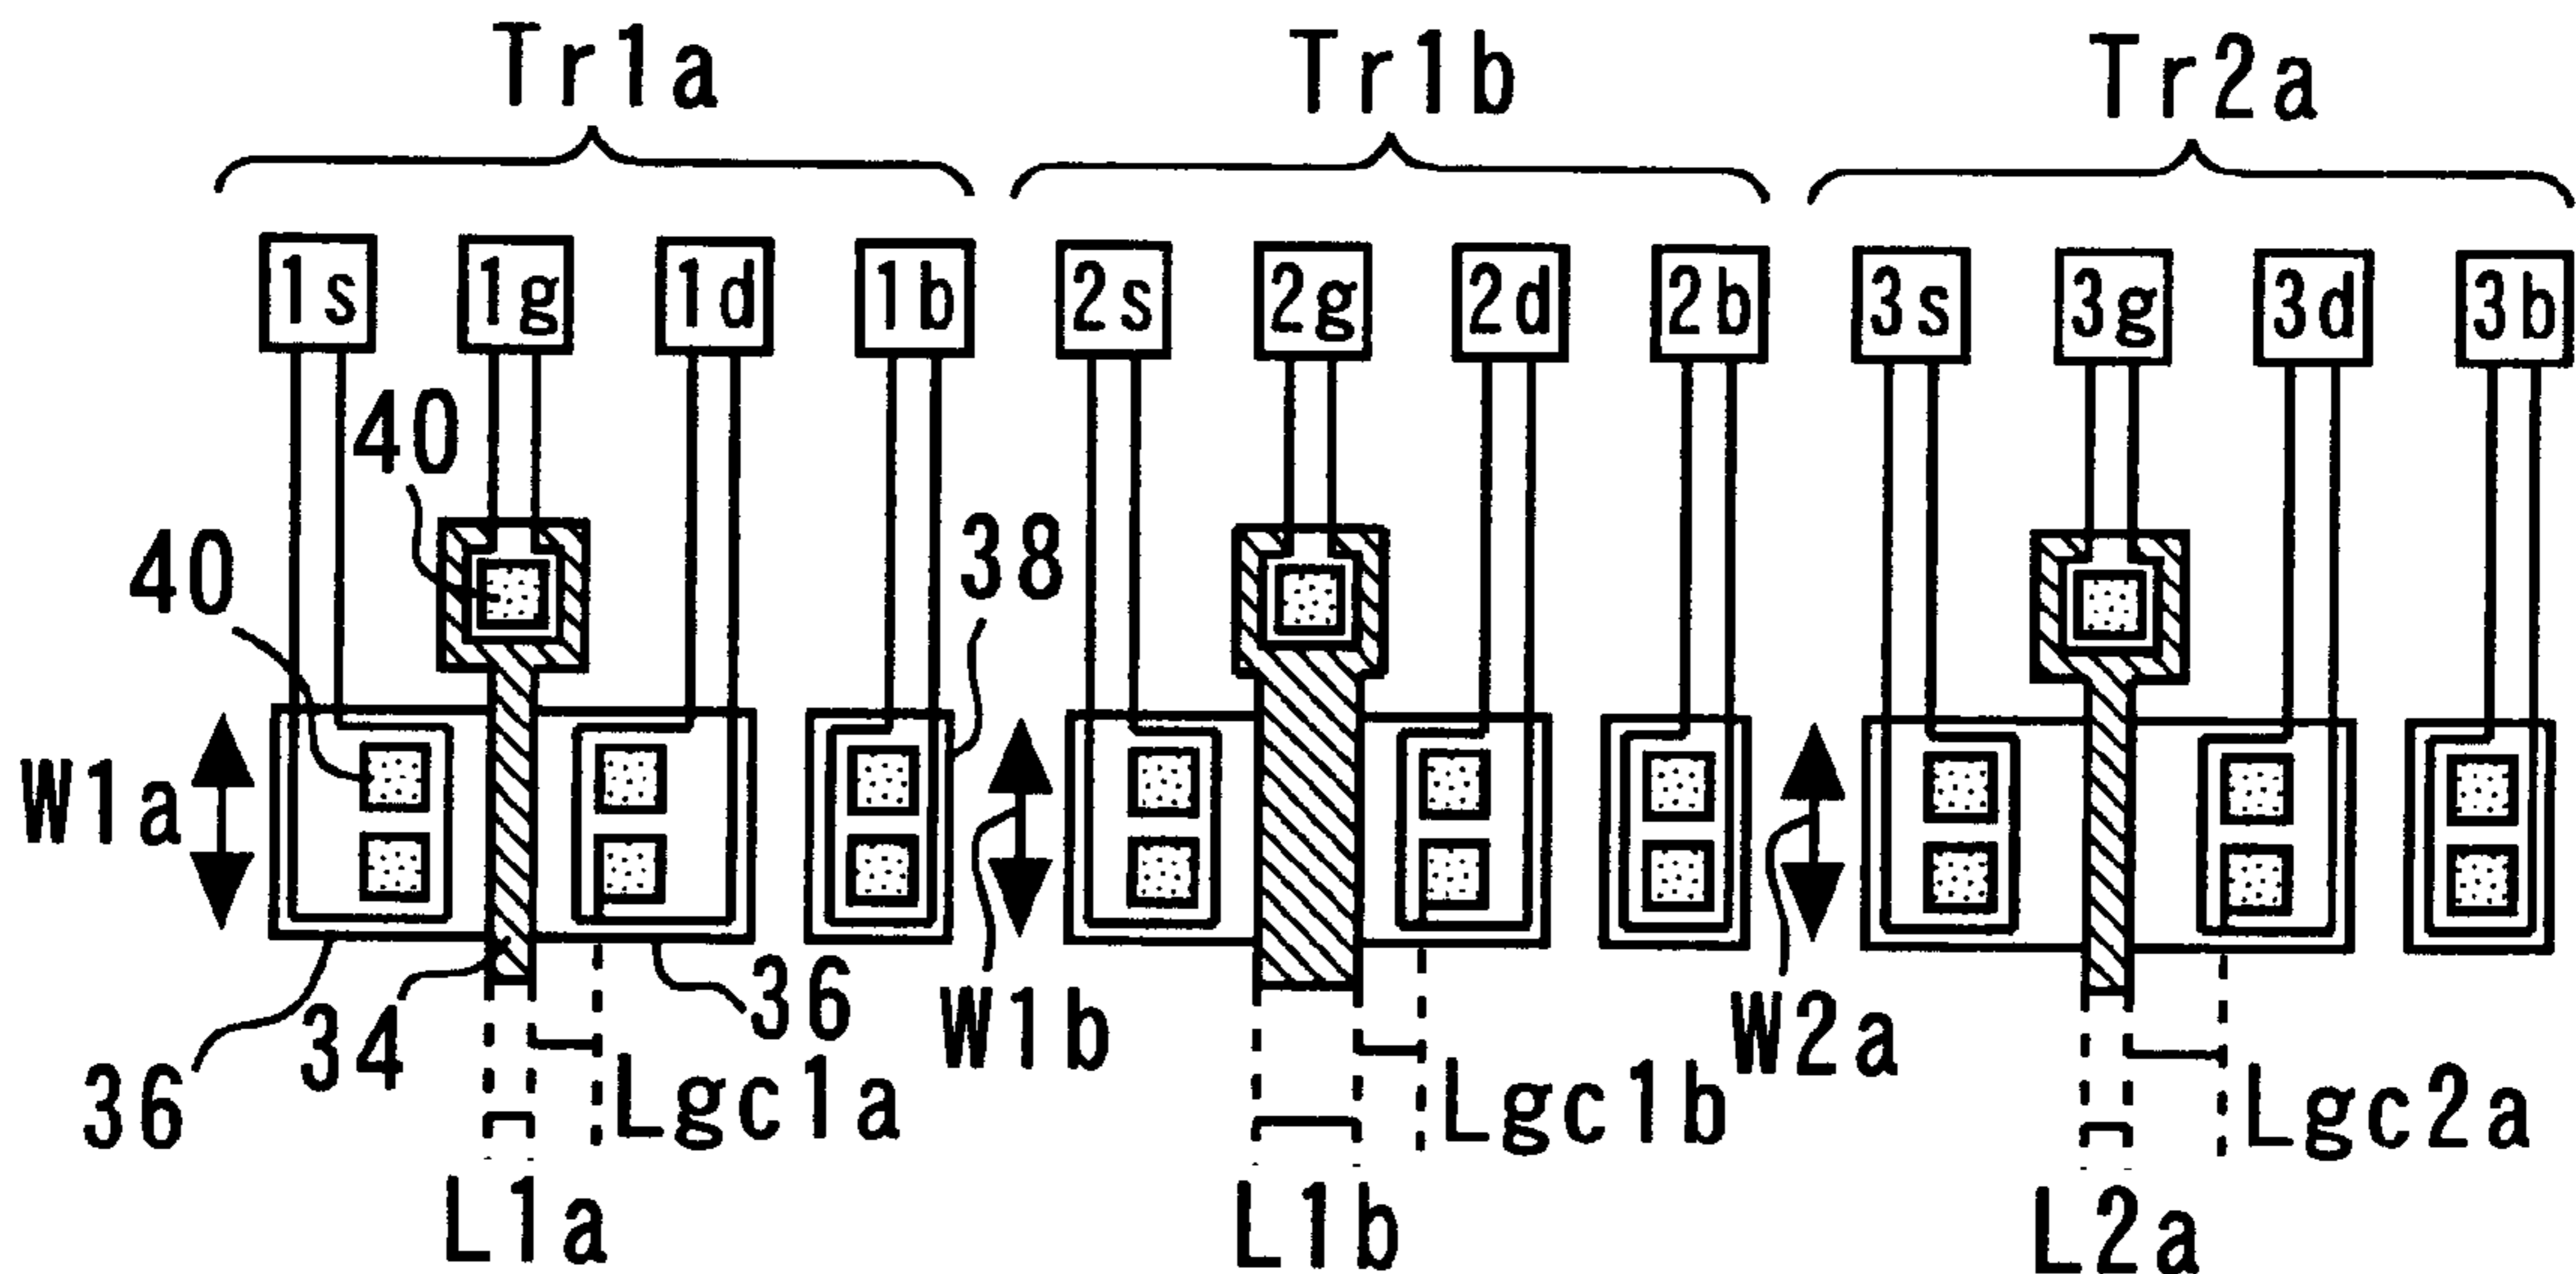 Tr1a Tr1b Tr2a
1s 1g 1d 1b 2s 2g 2d 2b 3s 3g 3d 3b
40
40 38
W1a
36 W1b W2a
34
36 Lgc1a Lgc1b Lgc2a
L1a L1b L2a